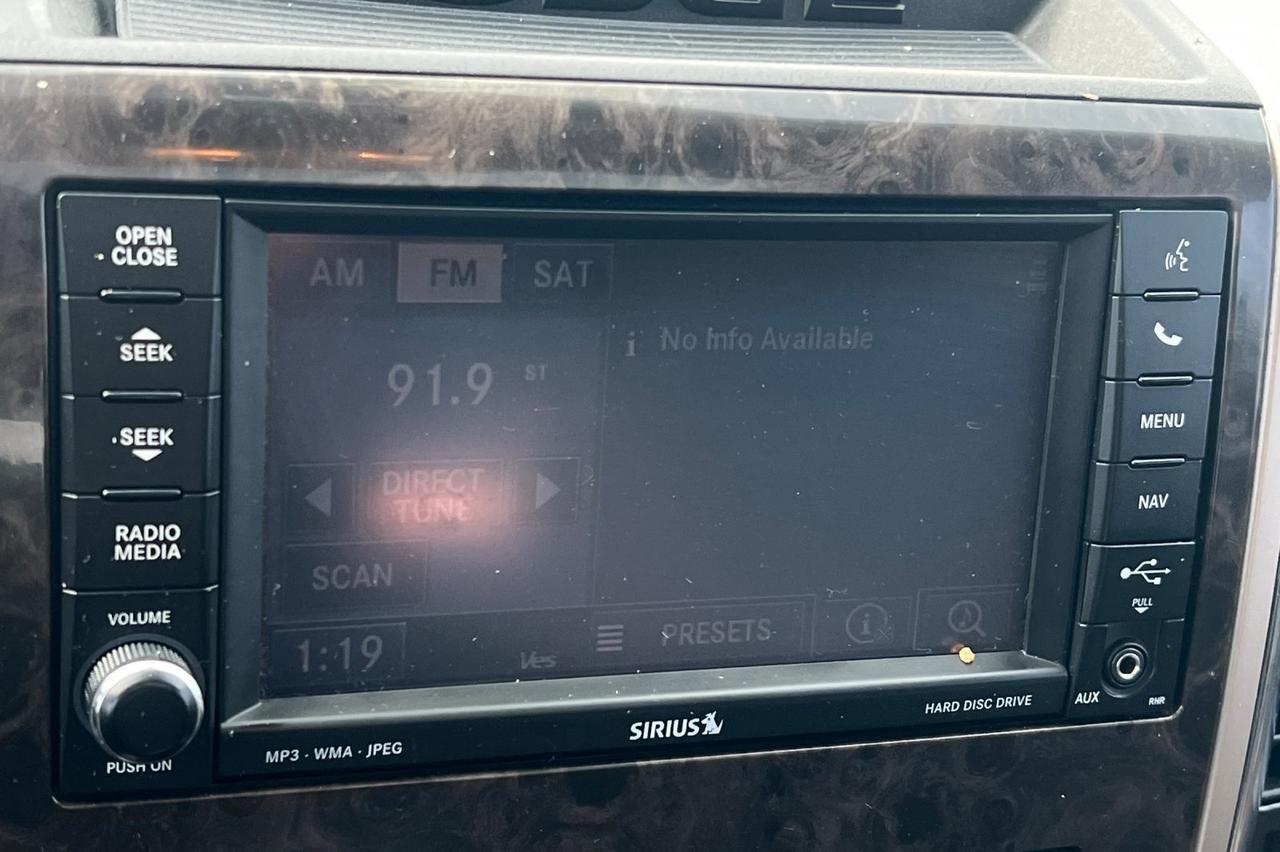 OPEN
CLOSE
SEEK
SEEK
RADIO
MEDIA
VOLUME
PUSH ON
AM FM SAT
91.9 ST
i No Info Available
DIRECT
TUNE
SCAN
1:19
Ves
PRESETS
i
MP3 · WMA · JPEG
SIRIUS
HARD DISC DRIVE
MENU
NAV
PULL
AUX
RHR